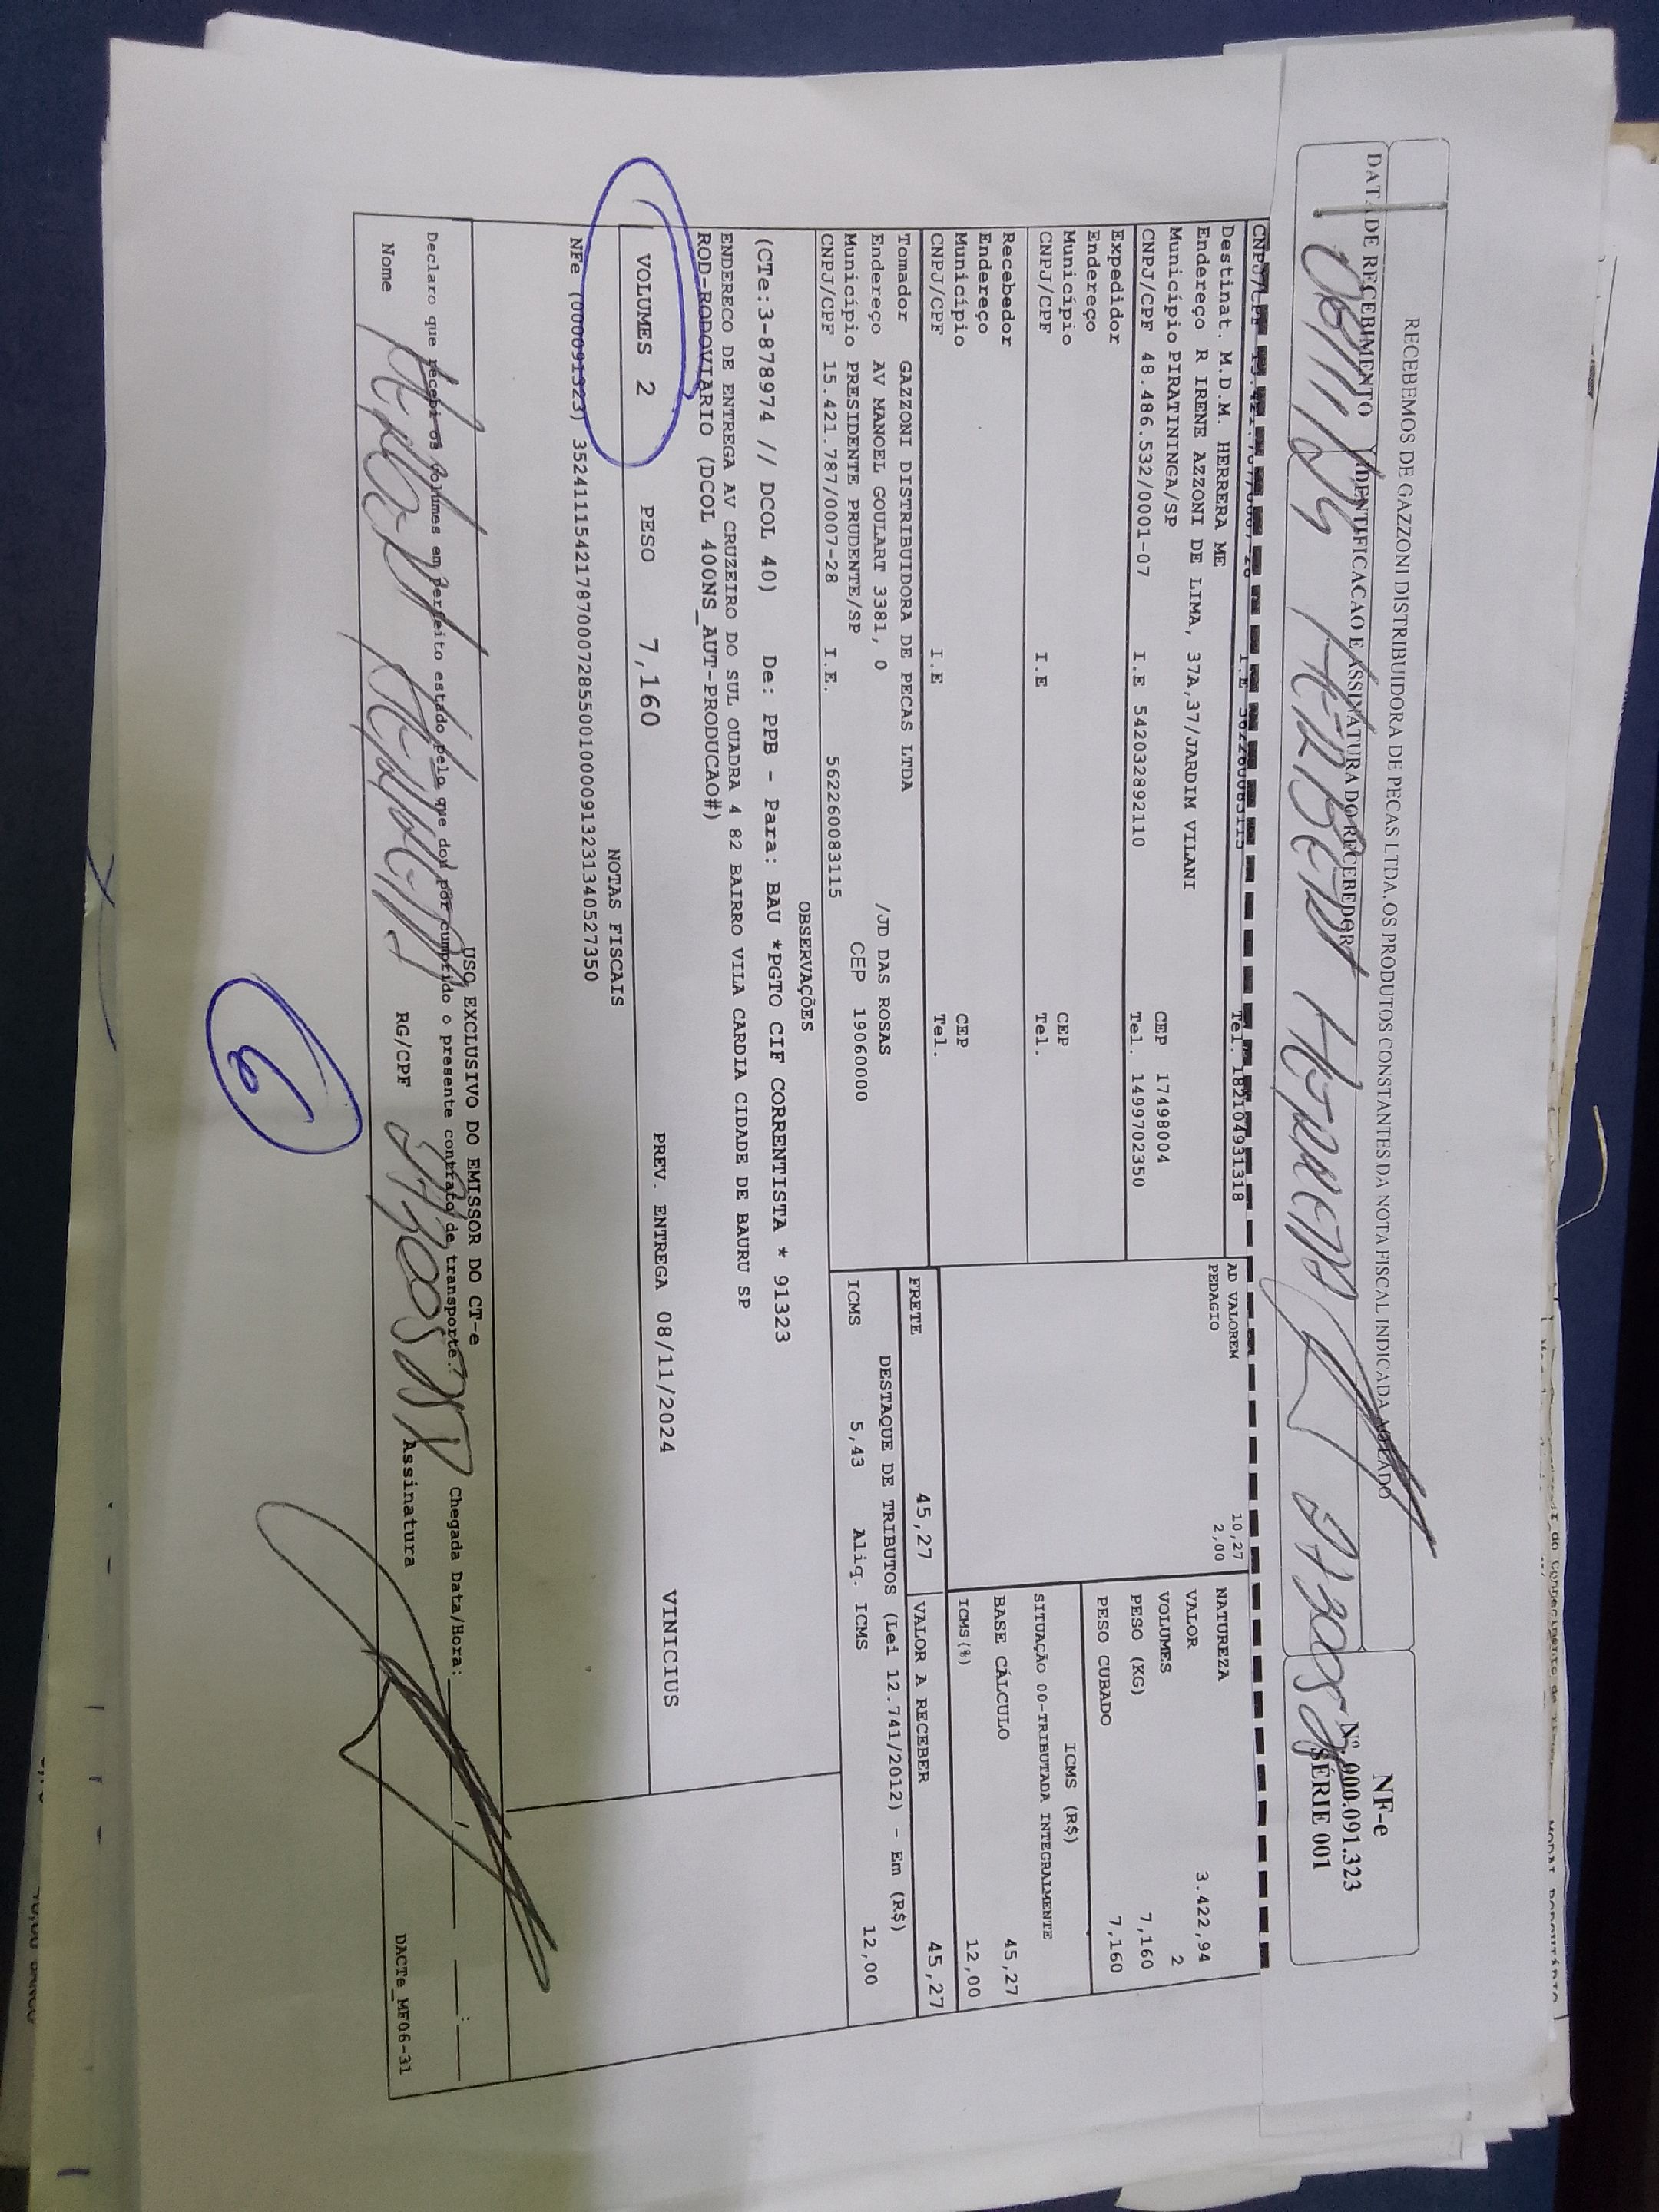 RECEBEMOS DE GAZZONI DISTRIBUIDORA DE PECAS LTDA. OS PRODUTOS CONSTANTES DA NOTA FISCAL INDICADA AO LADO
DATA DE RECEBIMENTO IDENTIFICACAO E ASSINATURA DO RECEBEDOR
NF-e
Nº. 000.091.323
SÉRIE 001
08/11/24
CNPJ/CPF I.E 562260083115 Tel. 182104931318
Destinat. M.D.M. HERRERA ME
Endereço R IRENE AZZONI DE LIMA, 37A,37/JARDIM VILANI
Município PIRATININGA/SP CEP 17498004
CNPJ/CPF 48.486.532/0001-07 I.E 542032892110 Tel. 1499702350
Expedidor
Endereço
Município CEP
CNPJ/CPF I.E Tel.
Recebedor
Endereço
Município CEP
CNPJ/CPF I.E Tel.
Tomador GAZZONI DISTRIBUIDORA DE PECAS LTDA
Endereço AV MANOEL GOULART 3381, 0 /JD DAS ROSAS
Município PRESIDENTE PRUDENTE/SP CEP 19060000
CNPJ/CPF 15.421.787/0007-28 I.E. 562260083115
AD VALOREM 10,27
PEDAGIO 2,00
NATUREZA
VALOR 3.422,94
VOLUMES 2
PESO (KG) 7,160
PESO CUBADO 7,160
ICMS (R$)
SITUAÇÃO 00-TRIBUTADA INTEGRALMENTE
BASE CÁLCULO 45,27
ICMS(%) 12,00
FRETE 45,27 VALOR A RECEBER 45,27
DESTAQUE DE TRIBUTOS (Lei 12.741/2012) - Em (R$)
ICMS 5,43 Aliq. ICMS 12,00
OBSERVAÇÕES
(CTe:3-878974 // DCOL 40) De: PPB - Para: BAU *PGTO CIF CORRENTISTA * 91323
ENDERECO DE ENTREGA AV CRUZEIRO DO SUL QUADRA 4 82 BAIRRO VILA CARDIA CIDADE DE BAURU SP
ROD-RODOVIARIO (DCOL 400NS_AUT-PRODUCAO#)
VOLUMES 2 PESO 7,160 PREV. ENTREGA 08/11/2024 VINICIUS
NOTAS FISCAIS
NFe (000091323) 35241115421787000728550010000913231340527350
USO EXCLUSIVO DO EMISSOR DO CT-e
Declaro que recebi os volumes em perfeito estado pelo que dou por cumprido o presente contrato de transporte. Chegada Data/Hora:
Nome RG/CPF Assinatura
DACTe_MF06-31
6